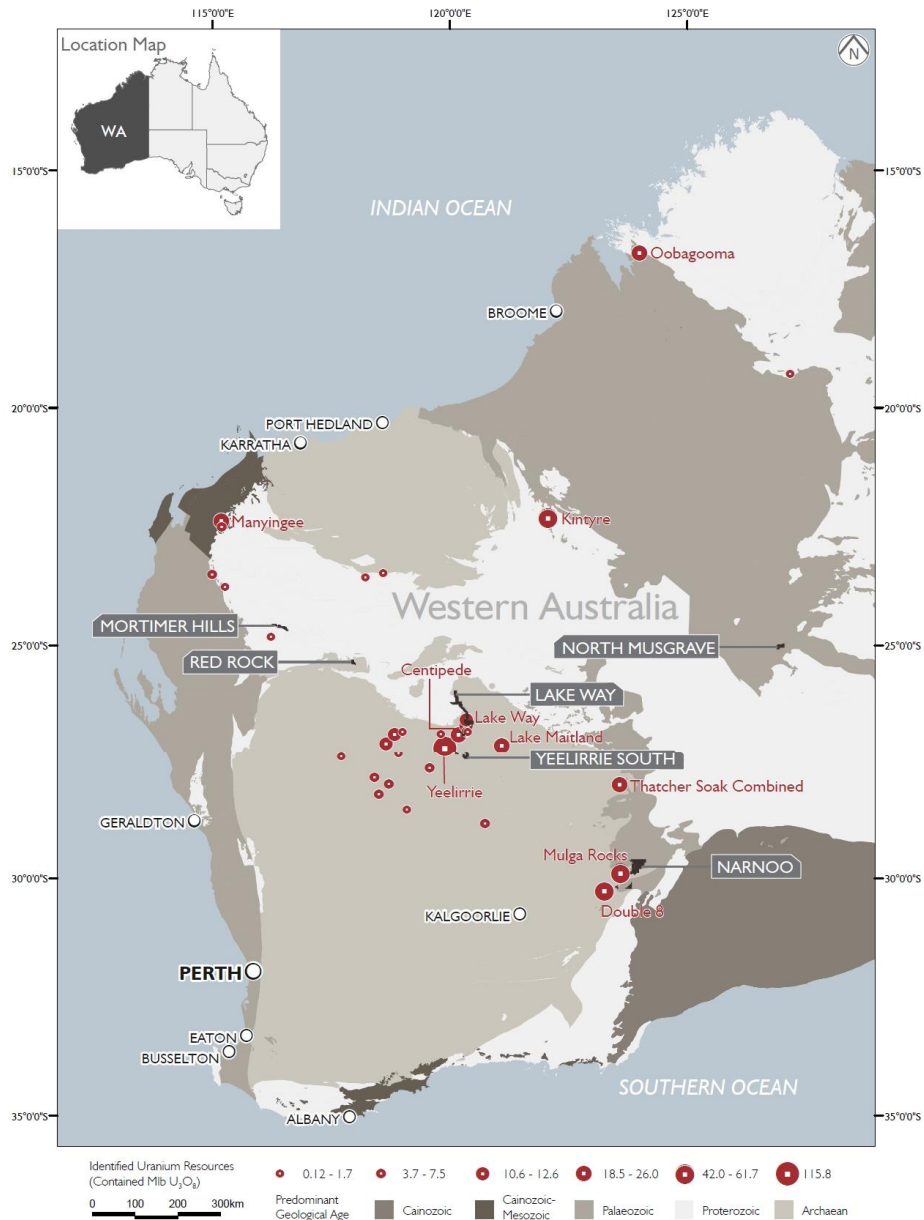 115°0'0"E
120°0'0"E
125°0'0"E
Location Map
WA
N
15°0'0"S
15°0'0"S
INDIAN OCEAN
Oobagooma
BROOME
20°0'0"S
20°0'0"S
PORT HEDLAND
KARRATHA
Manyingee
Kintyre
Western Australia
MORTIMER HILLS
NORTH MUSGRAVE
25°0'0"S
25°0'0"S
RED ROCK
Centipede
LAKE WAY
Lake Way
Lake Maitland
YEELIRRIE SOUTH
Yeelirrie
Thatcher Soak Combined
GERALDTON
Mulga Rocks
NARNOO
30°0'0"S
30°0'0"S
Double 8
KALGOORLIE
PERTH
EATON
BUSSELTON
SOUTHERN OCEAN
ALBANY
35°0'0"S
35°0'0"S
Identified Uranium Resources
(Contained Mlb U₃O₈)
0.12 - 1.7
3.7 - 7.5
10.6 - 12.6
18.5 - 26.0
42.0 - 61.7
115.8
0 100 200 300km
Predominant
Geological Age
Cainozoic
Cainozoic-
Mesozoic
Palaeozoic
Proterozoic
Archaean